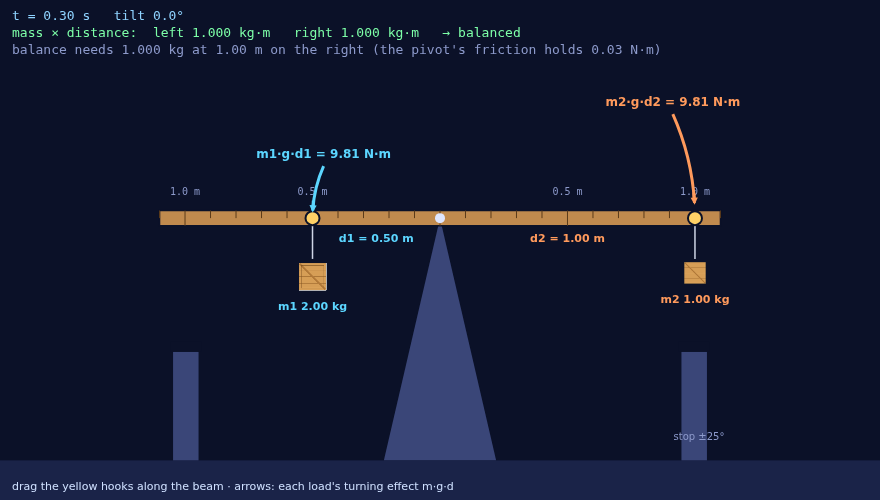 t = 0.30 s   tilt 0.0°
mass × distance:  left 1.000 kg·m   right 1.000 kg·m   → balanced
balance needs 1.000 kg at 1.00 m on the right (the pivot's friction holds 0.03 N·m)
m2·g·d2 = 9.81 N·m
m1·g·d1 = 9.81 N·m
1.0 m
0.5 m
0.5 m
1.0 m
d1 = 0.50 m
d2 = 1.00 m
m1 2.00 kg
m2 1.00 kg
stop ±25°
drag the yellow hooks along the beam · arrows: each load's turning effect m·g·d